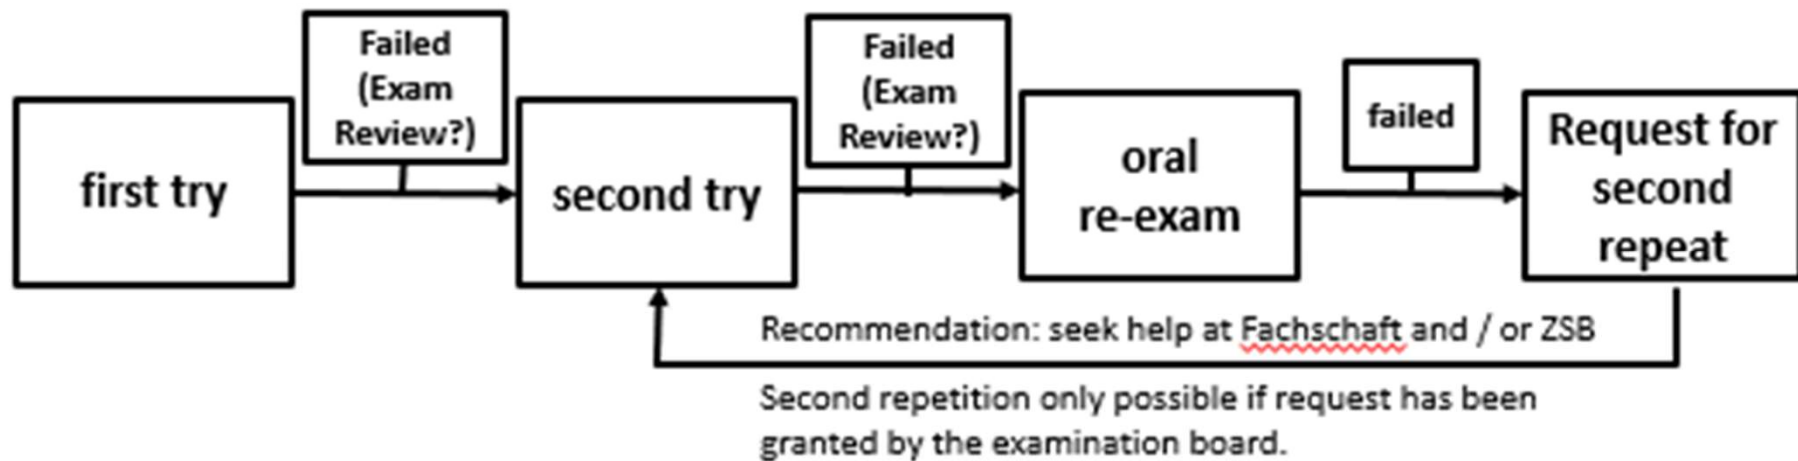 first try
Failed
(Exam
Review?)
second try
Failed
(Exam
Review?)
oral
re-exam
failed
Request for
second
repeat
Recommendation: seek help at Fachschaft and / or ZSB
Second repetition only possible if request has been
granted by the examination board.